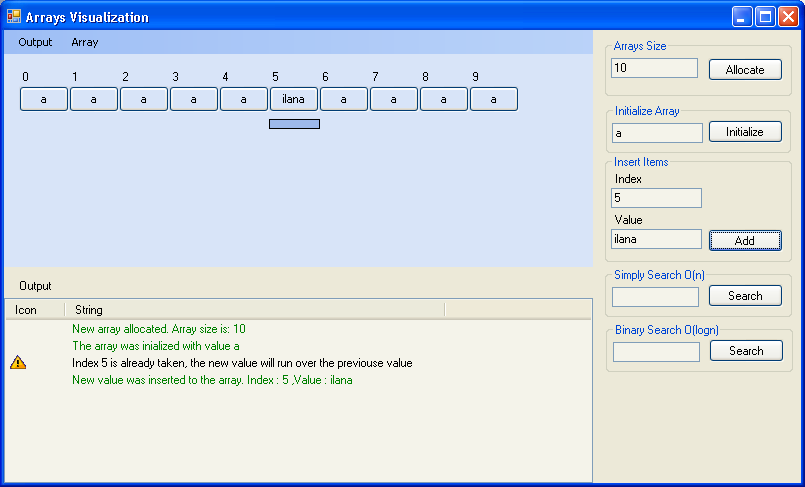 Arrays Visualization
Output Array
0 1 2 3 4 5 6 7 8 9
a a a a a ilana a a a a
Arrays Size
10 Allocate
Initialize Array
a Initialize
Insert Items
Index
5
Value
ilana Add
Simply Search O(n)
Search
Binary Search O(logn)
Search
Output
Icon String
New array allocated. Array size is: 10
The array was inialized with value a
Index 5 is already taken, the new value will run over the previouse value
New value was inserted to the array. Index : 5 ,Value : ilana